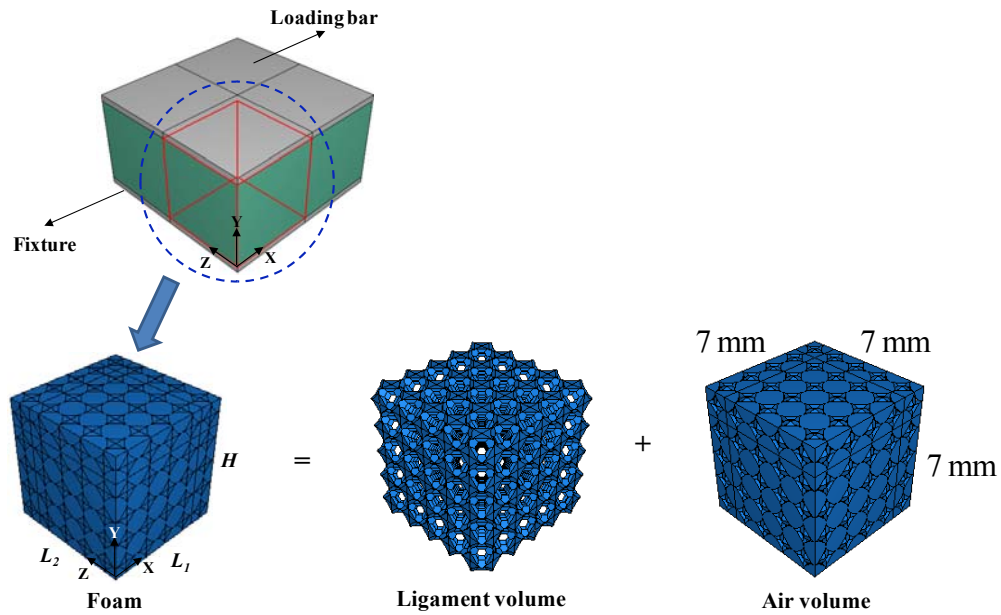 Loading bar
Fixture
Y
Z
X
7 mm
7 mm
H
=
+
7 mm
Y
L2
Z
X
L1
Foam
Ligament volume
Air volume